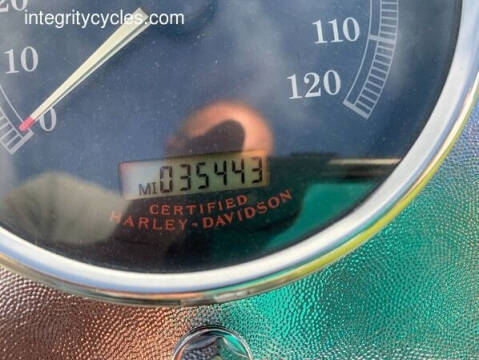 integritycycles.com
20
10
0
110
120
MI 035443
CERTIFIED
HARLEY-DAVIDSON